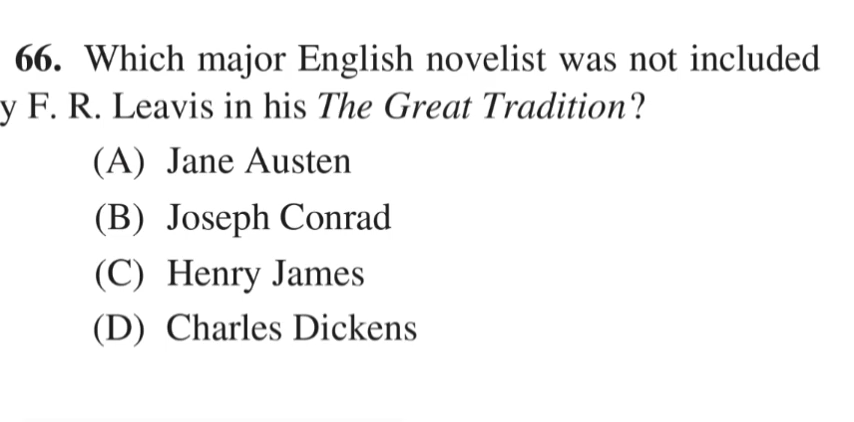 66. Which major English novelist was not included
y F. R. Leavis in his The Great Tradition?
(A) Jane Austen
(B) Joseph Conrad
(C) Henry James
(D) Charles Dickens